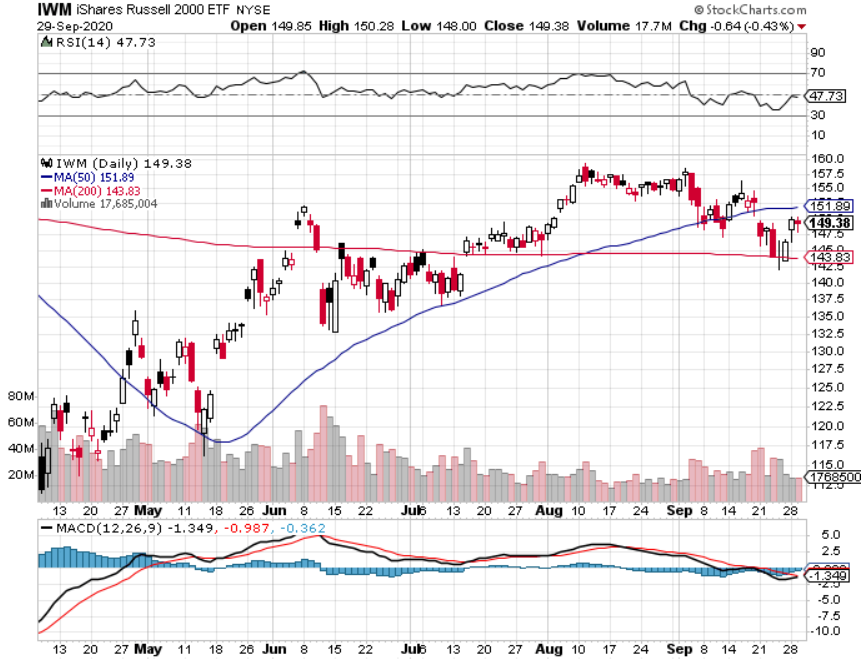 IWM iShares Russell 2000 ETF NYSE © StockCharts.com
29-Sep-2020 Open 149.85 High 150.28 Low 148.00 Close 149.38 Volume 17.7M Chg -0.64 (-0.43%)
RSI(14) 47.73
90
70
47.73
30
10
IWM (Daily) 149.38
MA(50) 151.89
MA(200) 143.83
Volume 17,685,004
160.0
157.5
155.0
151.89
149.38
147.5
145.0
143.83
142.5
140.0
137.5
135.0
132.5
130.0
127.5
125.0
122.5
120.0
117.5
115.0
1768500
112.5
80M
60M
40M
20M
13 20 27 May 11 18 26 Jun 8 15 22 Jul 6 13 20 27 Aug 10 17 24 Sep 8 14 21 28
MACD(12,26,9) -1.349, -0.987, -0.362
5.0
2.5
-1.349
-5.0
-7.5
-10.0
13 20 27 May 11 18 26 Jun 8 15 22 Jul 6 13 20 27 Aug 10 17 24 Sep 8 14 21 28